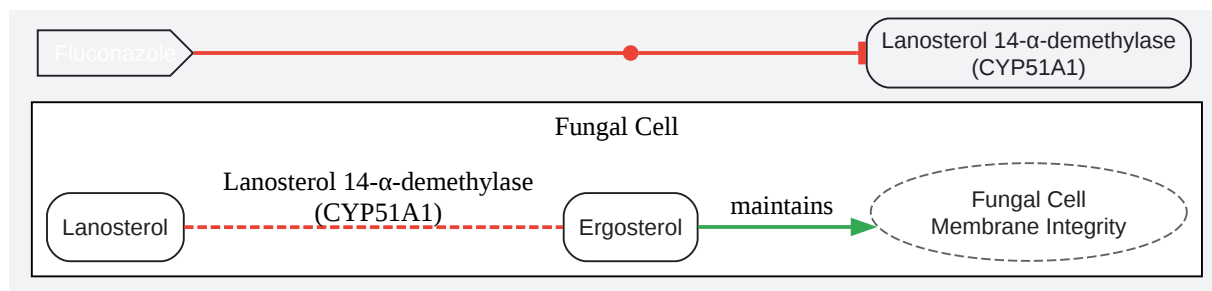 Fluconazole
Lanosterol 14-α-demethylase
(CYP51A1)
Fungal Cell
Lanosterol
Lanosterol 14-α-demethylase
(CYP51A1)
Ergosterol
maintains
Fungal Cell
Membrane Integrity